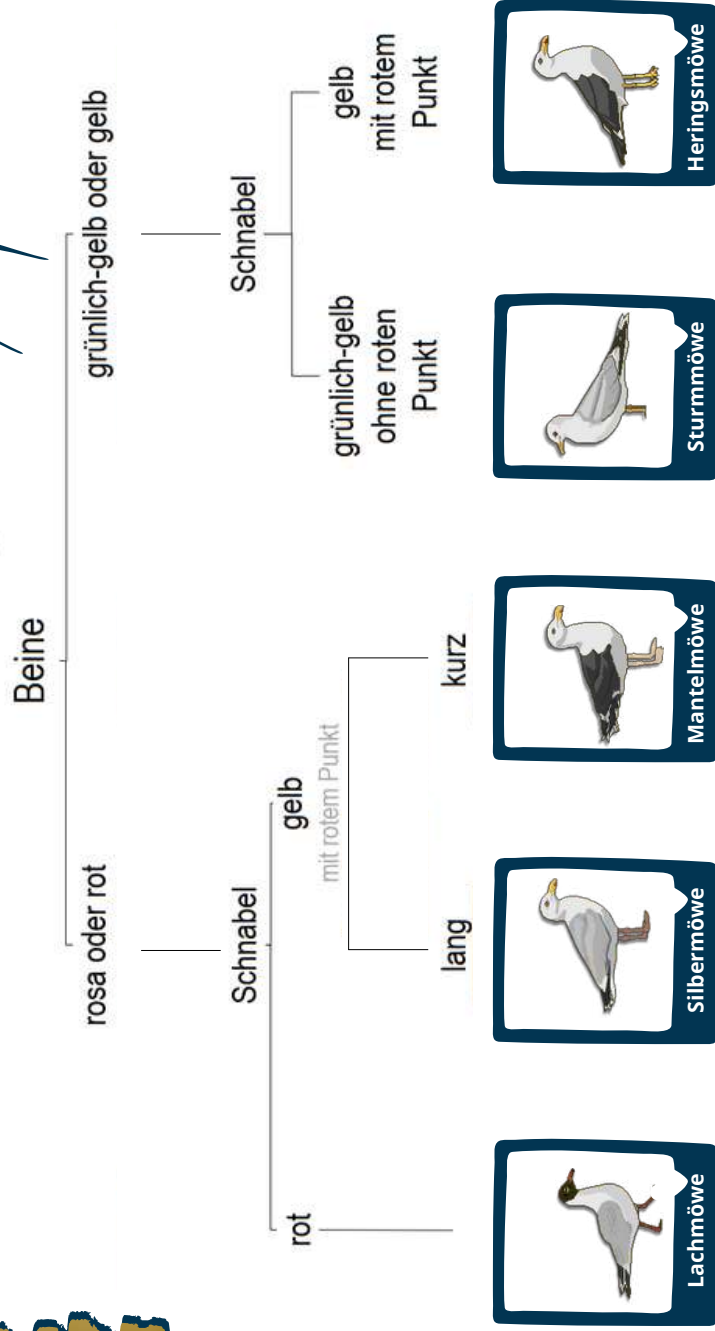 Beine
rosa oder rot
grünlich-gelb oder gelb
Schnabel
Schnabel
rot
gelb
mit rotem Punkt
grünlich-gelb
ohne roten
Punkt
gelb
mit rotem
Punkt
lang
kurz
Lachmöwe
Silbermöwe
Mantelmöwe
Sturmmöwe
Heringsmöwe